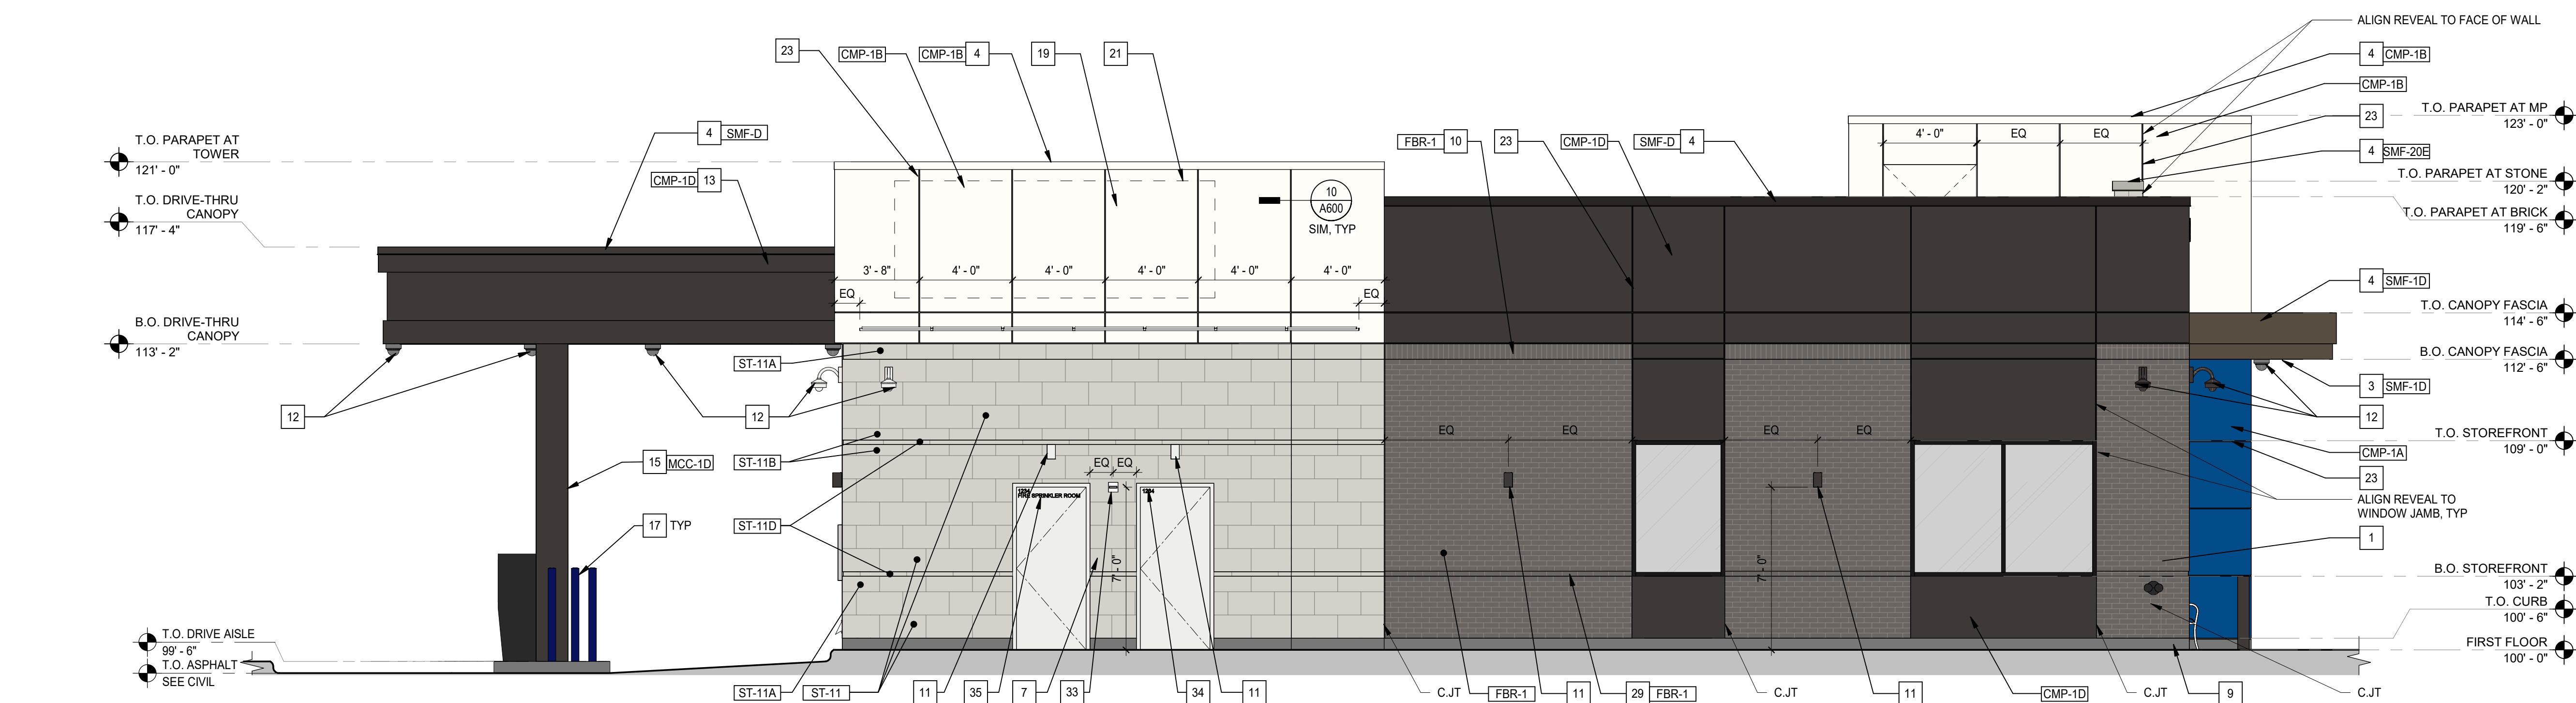 ALIGN REVEAL TO FACE OF WALL
23
CMP-1B
CMP-1B 4
19
21
4 CMP-1B
CMP-1B
T.O. PARAPET AT MP
123' - 0"
23
4 SMF-20E
T.O. PARAPET AT
TOWER
121' - 0"
4 SMF-D
FBR-1 10
23
CMP-1D
SMF-D 4
4' - 0"
EQ
EQ
CMP-1D 13
10
A600
SIM, TYP
T.O. PARAPET AT STONE
120' - 2"
T.O. DRIVE-THRU
CANOPY
117' - 4"
T.O. PARAPET AT BRICK
119' - 6"
3' - 8"
4' - 0"
4' - 0"
4' - 0"
4' - 0"
4' - 0"
EQ
EQ
4 SMF-1D
T.O. CANOPY FASCIA
114' - 6"
B.O. DRIVE-THRU
CANOPY
113' - 2"
ST-11A
B.O. CANOPY FASCIA
112' - 6"
3 SMF-1D
12
12
12
T.O. STOREFRONT
109' - 0"
EQ
EQ
EQ
EQ
CMP-1A
15 MCC-1D
ST-11B
EQ
EQ
23
1234
FIRE SPRINKLER ROOM
1234
ALIGN REVEAL TO
WINDOW JAMB, TYP
17 TYP
ST-11D
1
7' - 0"
7' - 0"
B.O. STOREFRONT
103' - 2"
T.O. CURB
100' - 6"
T.O. DRIVE AISLE
99' - 6"
T.O. ASPHALT
SEE CIVIL
FIRST FLOOR
100' - 0"
ST-11A
ST-11
11
35
7
33
34
11
C.JT
FBR-1
11
29 FBR-1
C.JT
11
CMP-1D
C.JT
9
C.JT